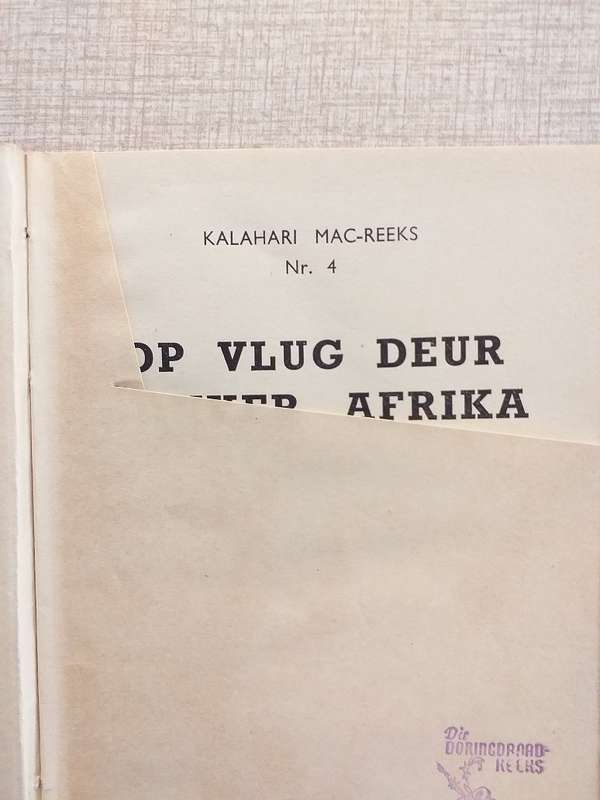 KALAHARI MAC-REEKS
Nr. 4
OP VLUG DEUR
AFRIKA
Die
DORINGDRAAD-
REEKS